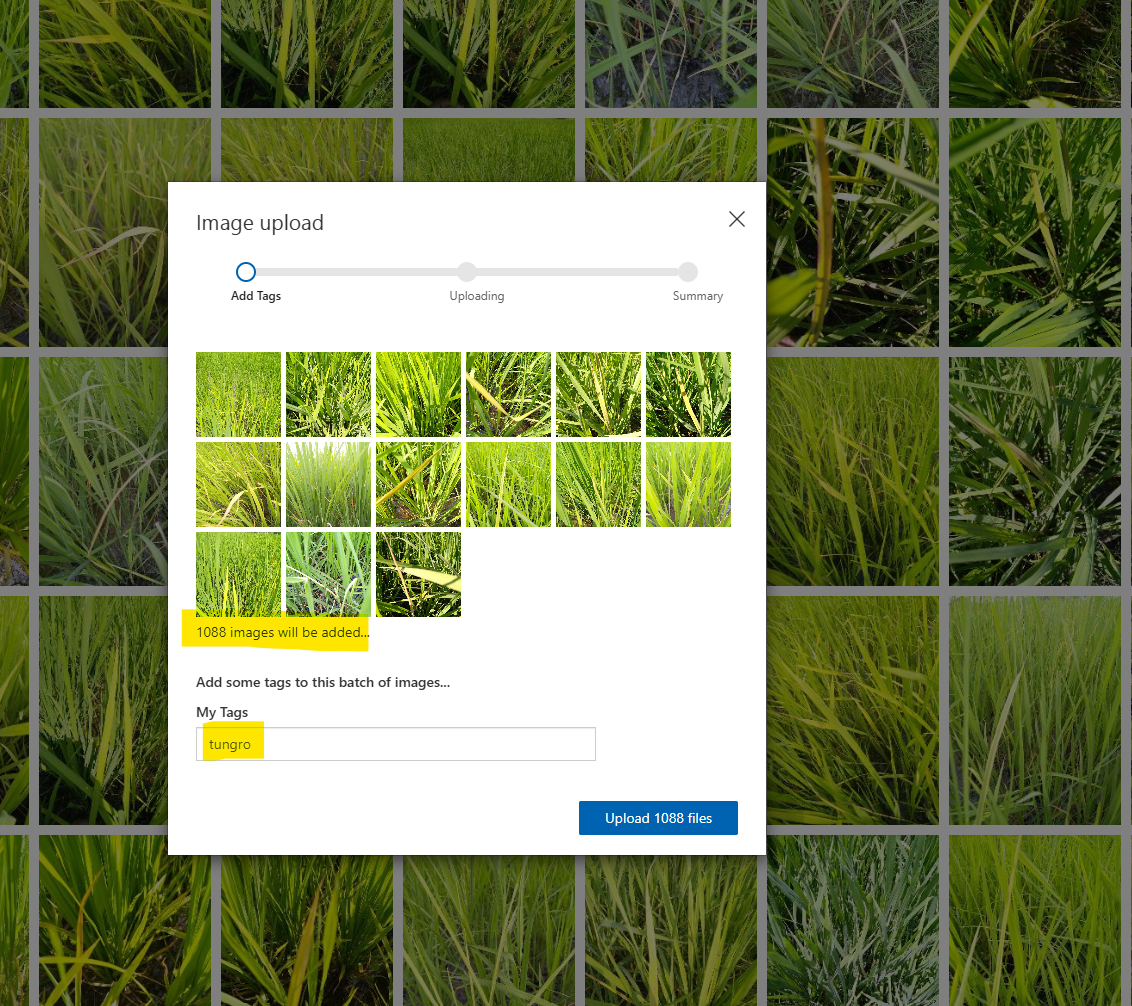 Image upload
Add Tags
Uploading
Summary
1088 images will be added...
Add some tags to this batch of images...
My Tags
tungro
Upload 1088 files